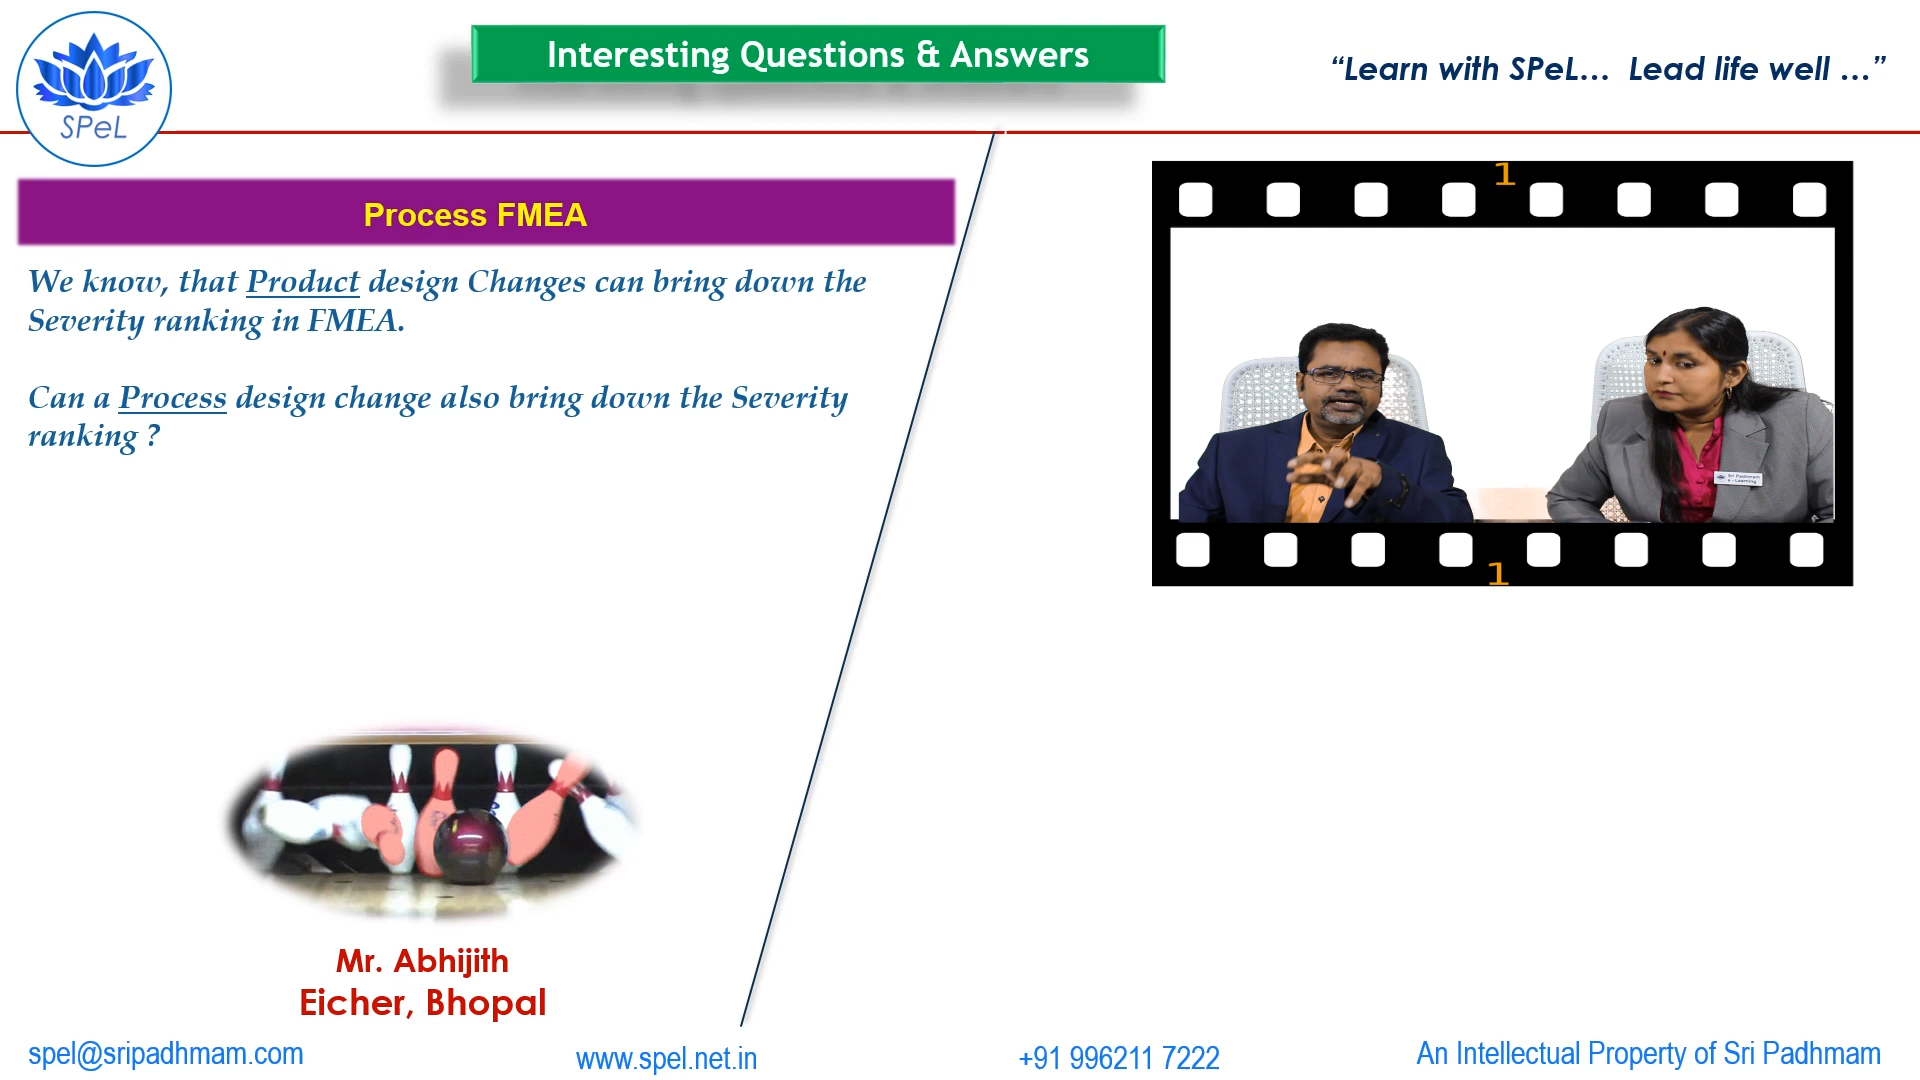 SPeL
Interesting Questions & Answers
“Learn with SPeL… Lead life well …”
Process FMEA
We know, that Product design Changes can bring down the
Severity ranking in FMEA.
Can a Process design change also bring down the Severity
ranking ?
1
Sri Padhmam
e - Learning
1
Mr. Abhijith
Eicher, Bhopal
spel@sripadhmam.com
www.spel.net.in
+91 996211 7222
An Intellectual Property of Sri Padhmam